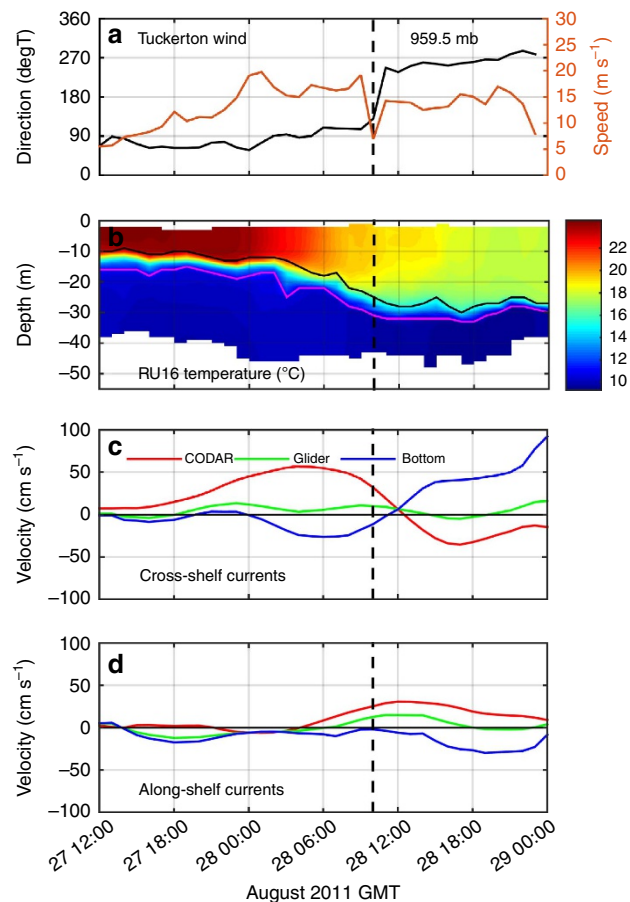 a
Tuckerton wind
959.5 mb
Direction (degT)
360
270
180
90
0
Speed (m s⁻¹)
30
25
20
15
10
5
0
b
RU16 temperature (°C)
Depth (m)
0
−10
−20
−30
−40
−50
22
20
18
16
14
12
10
c
CODAR
Glider
Bottom
Cross-shelf currents
Velocity (cm s⁻¹)
100
50
0
−50
−100
d
Along-shelf currents
Velocity (cm s⁻¹)
100
50
0
−50
−100
27 12:00
27 18:00
28 00:00
28 06:00
28 12:00
28 18:00
29 00:00
August 2011 GMT